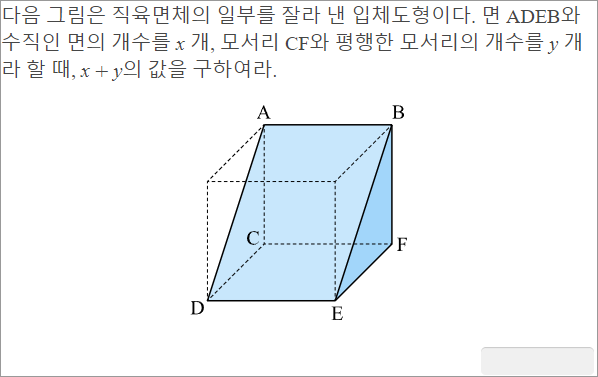 다음 그림은 직육면체의 일부를 잘라 낸 입체도형이다. 면 ADEB와
수직인 면의 개수를 x 개, 모서리 CF와 평행한 모서리의 개수를 y 개
라 할 때, x + y의 값을 구하여라.
A B
C F
D E